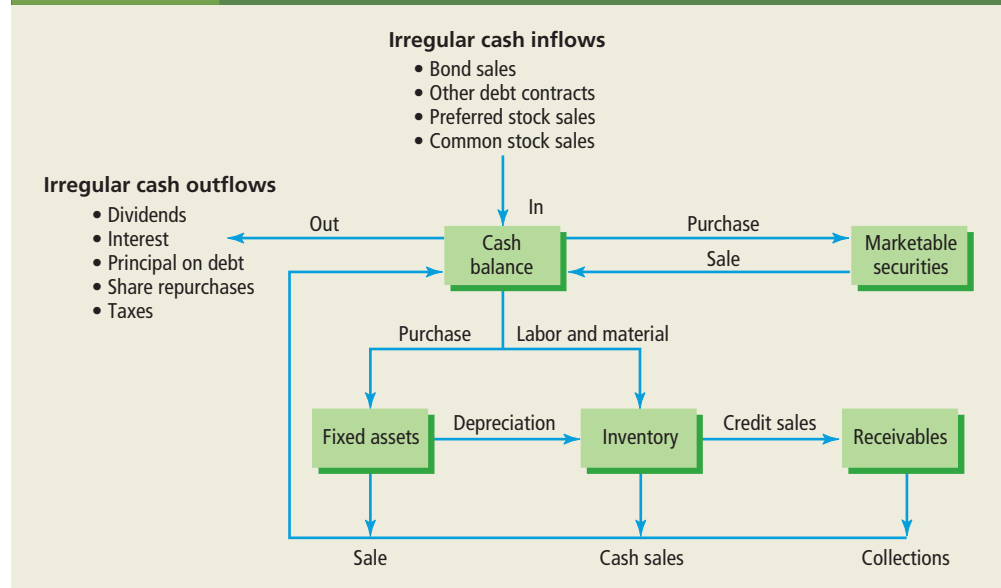 Irregular cash inflows
• Bond sales
• Other debt contracts
• Preferred stock sales
• Common stock sales
Irregular cash outflows
• Dividends
• Interest
• Principal on debt
• Share repurchases
• Taxes
In
Out
Cash
balance
Purchase
Sale
Marketable
securities
Purchase
Labor and material
Fixed assets
Depreciation
Inventory
Credit sales
Receivables
Sale
Cash sales
Collections